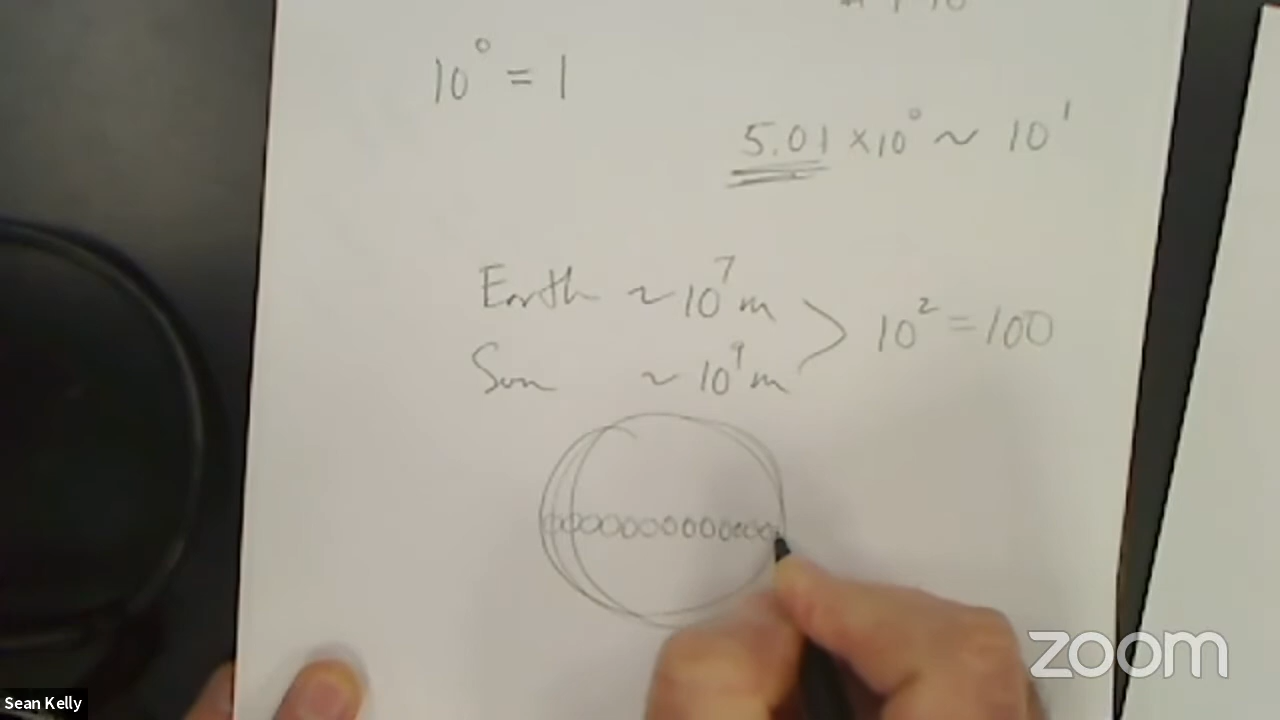 10⁰ = 1
5.01 × 10⁰ ~ 10¹
Earth ~ 10⁷ m
Sun ~ 10⁹ m
> 10² = 100
zoom
Sean Kelly